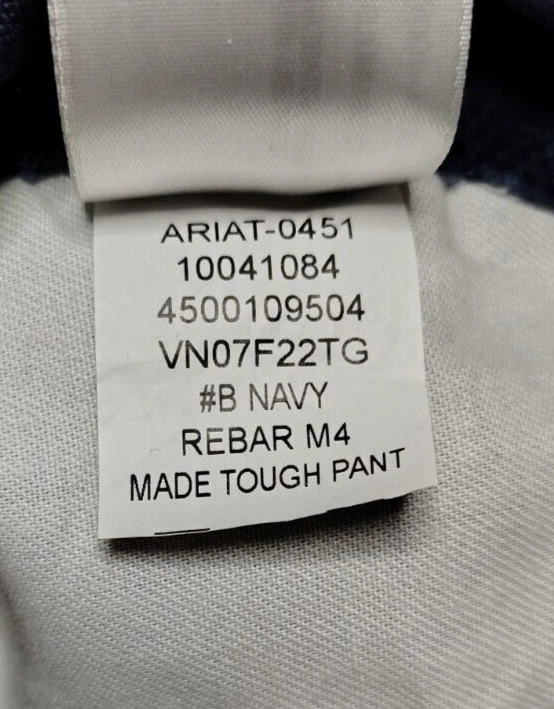 ARIAT-0451
10041084
4500109504
VN07F22TG
#B NAVY
REBAR M4
MADE TOUGH PANT